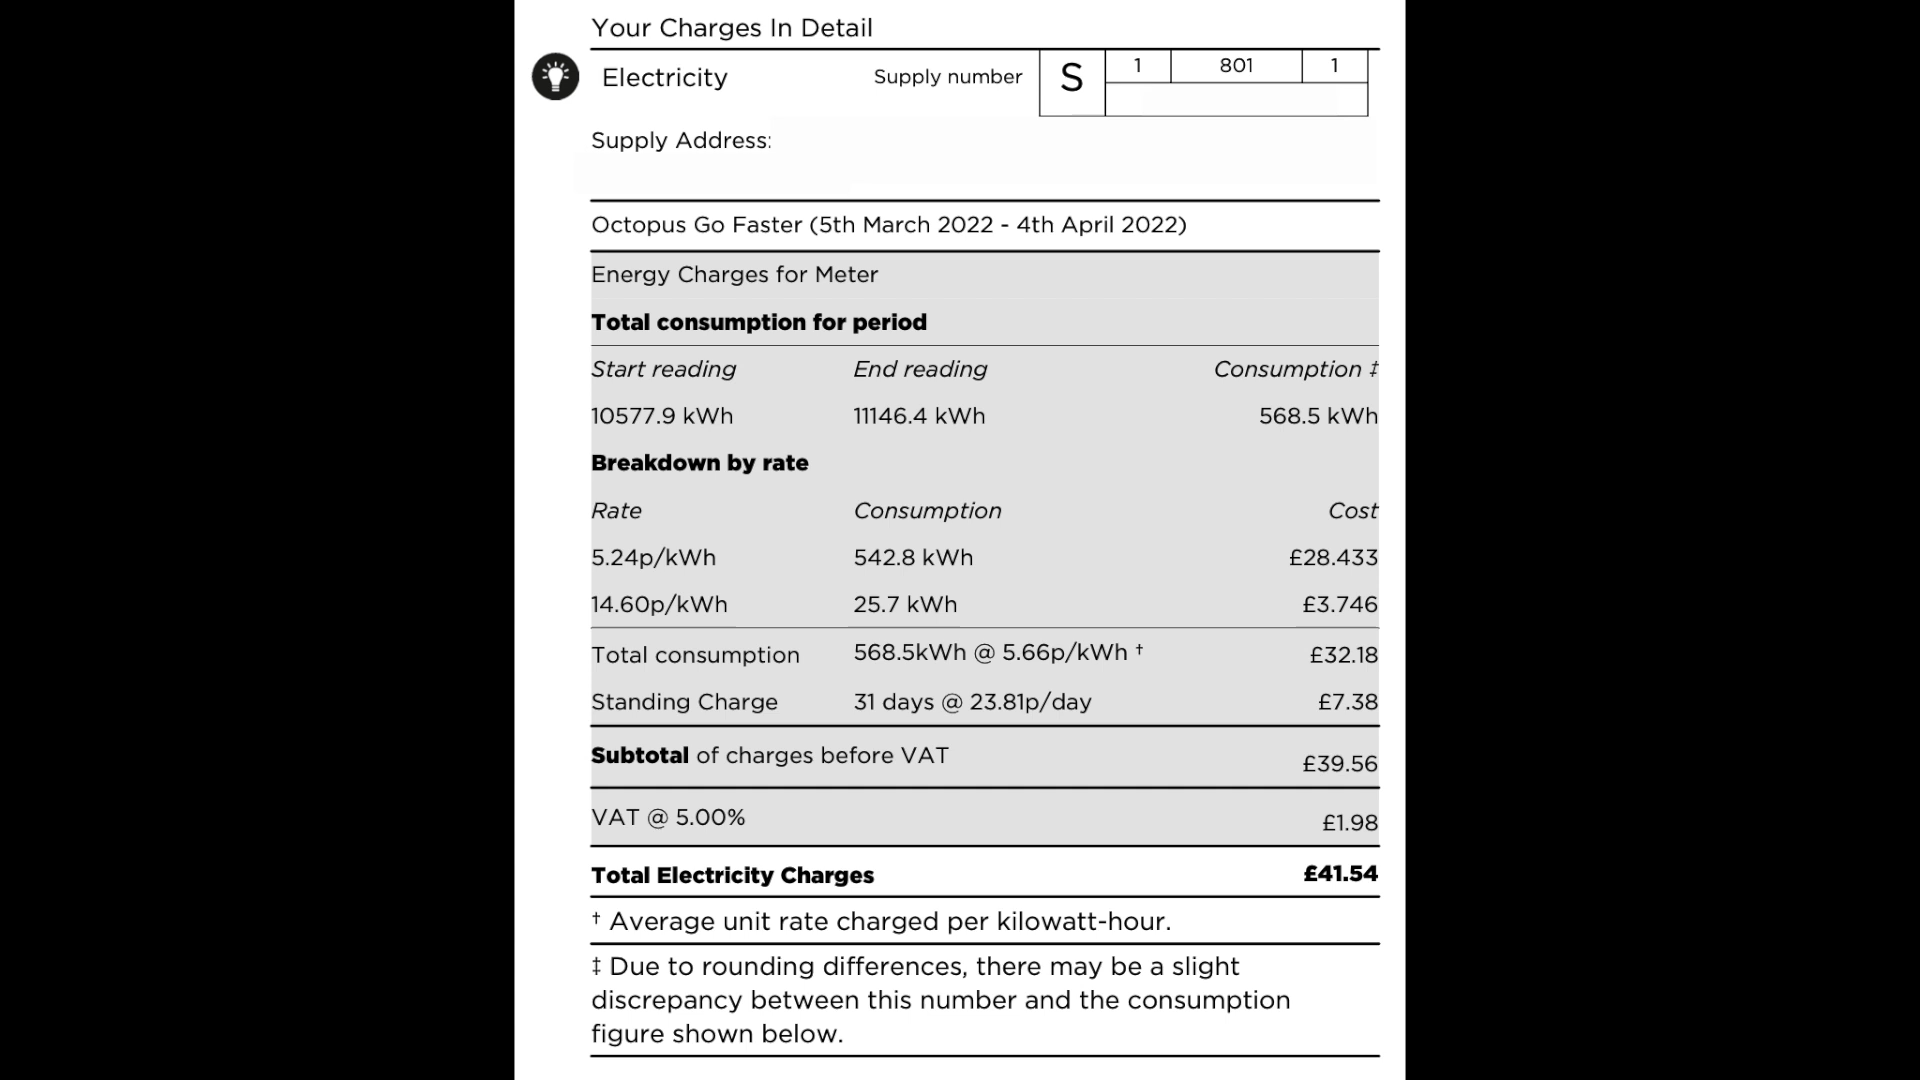 Your Charges In Detail
Electricity
Supply number
S
1
801
1
Supply Address:
Octopus Go Faster (5th March 2022 - 4th April 2022)
Energy Charges for Meter
Total consumption for period
Start reading End reading Consumption ‡
10577.9 kWh 11146.4 kWh 568.5 kWh
Breakdown by rate
Rate Consumption Cost
5.24p/kWh 542.8 kWh £28.433
14.60p/kWh 25.7 kWh £3.746
Total consumption 568.5kWh @ 5.66p/kWh † £32.18
Standing Charge 31 days @ 23.81p/day £7.38
Subtotal of charges before VAT £39.56
VAT @ 5.00% £1.98
Total Electricity Charges £41.54
† Average unit rate charged per kilowatt-hour.
‡ Due to rounding differences, there may be a slight
discrepancy between this number and the consumption
figure shown below.